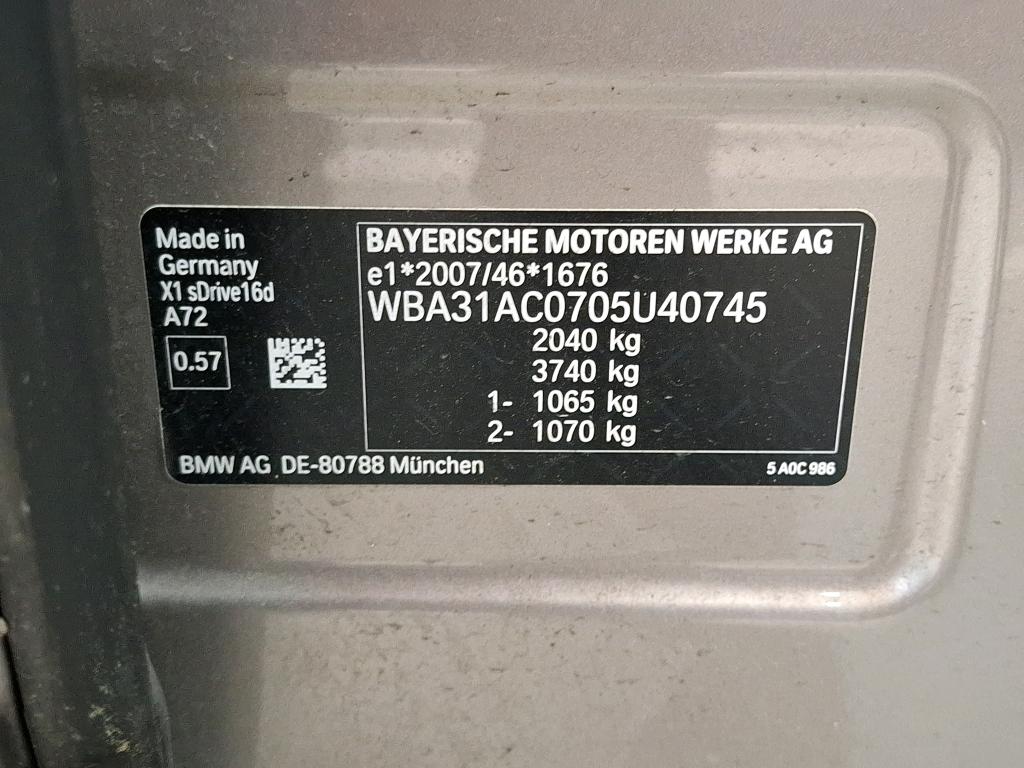 Made in
Germany
X1 sDrive16d
A72
0.57
BAYERISCHE MOTOREN WERKE AG
e1*2007/46*1676
WBA31AC0705U40745
2040 kg
3740 kg
1- 1065 kg
2- 1070 kg
BMW AG DE-80788 München
5 A0C 986